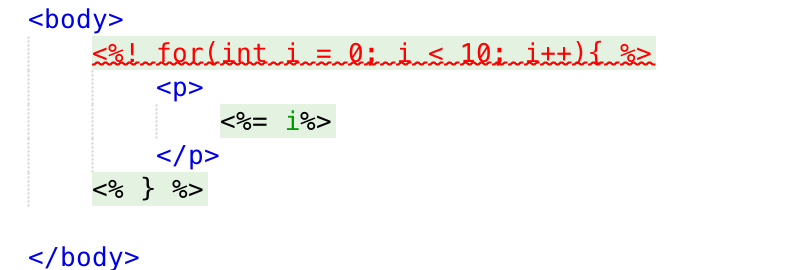 <body>
<%! for(int i = 0; i < 10; i++){ %>
<p>
<%= i%>
</p>
<% } %>
</body>